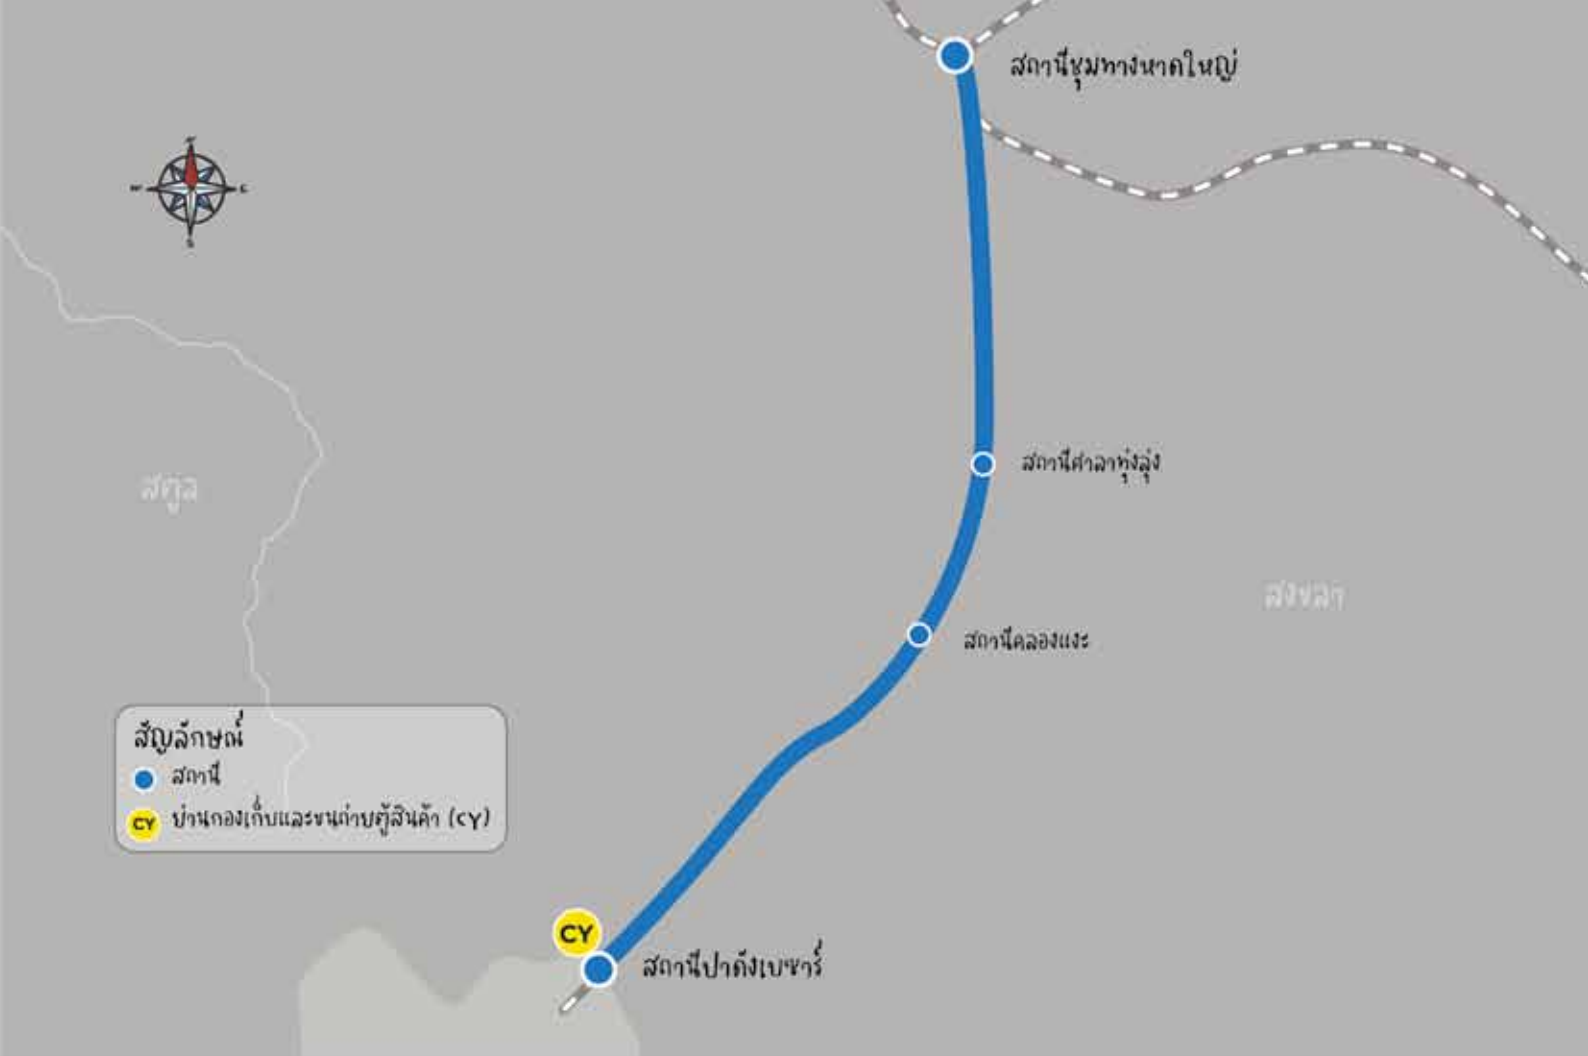 สถานีชุมทางหาดใหญ่
N
W
E
S
สถานีศาลาทุ่งลุง
สตูล
สงขลา
สถานีคลองแงะ
สัญลักษณ์
สถานี
CY ย่านกองเก็บและขนถ่ายตู้สินค้า (CY)
CY
สถานีปาดังเบซาร์